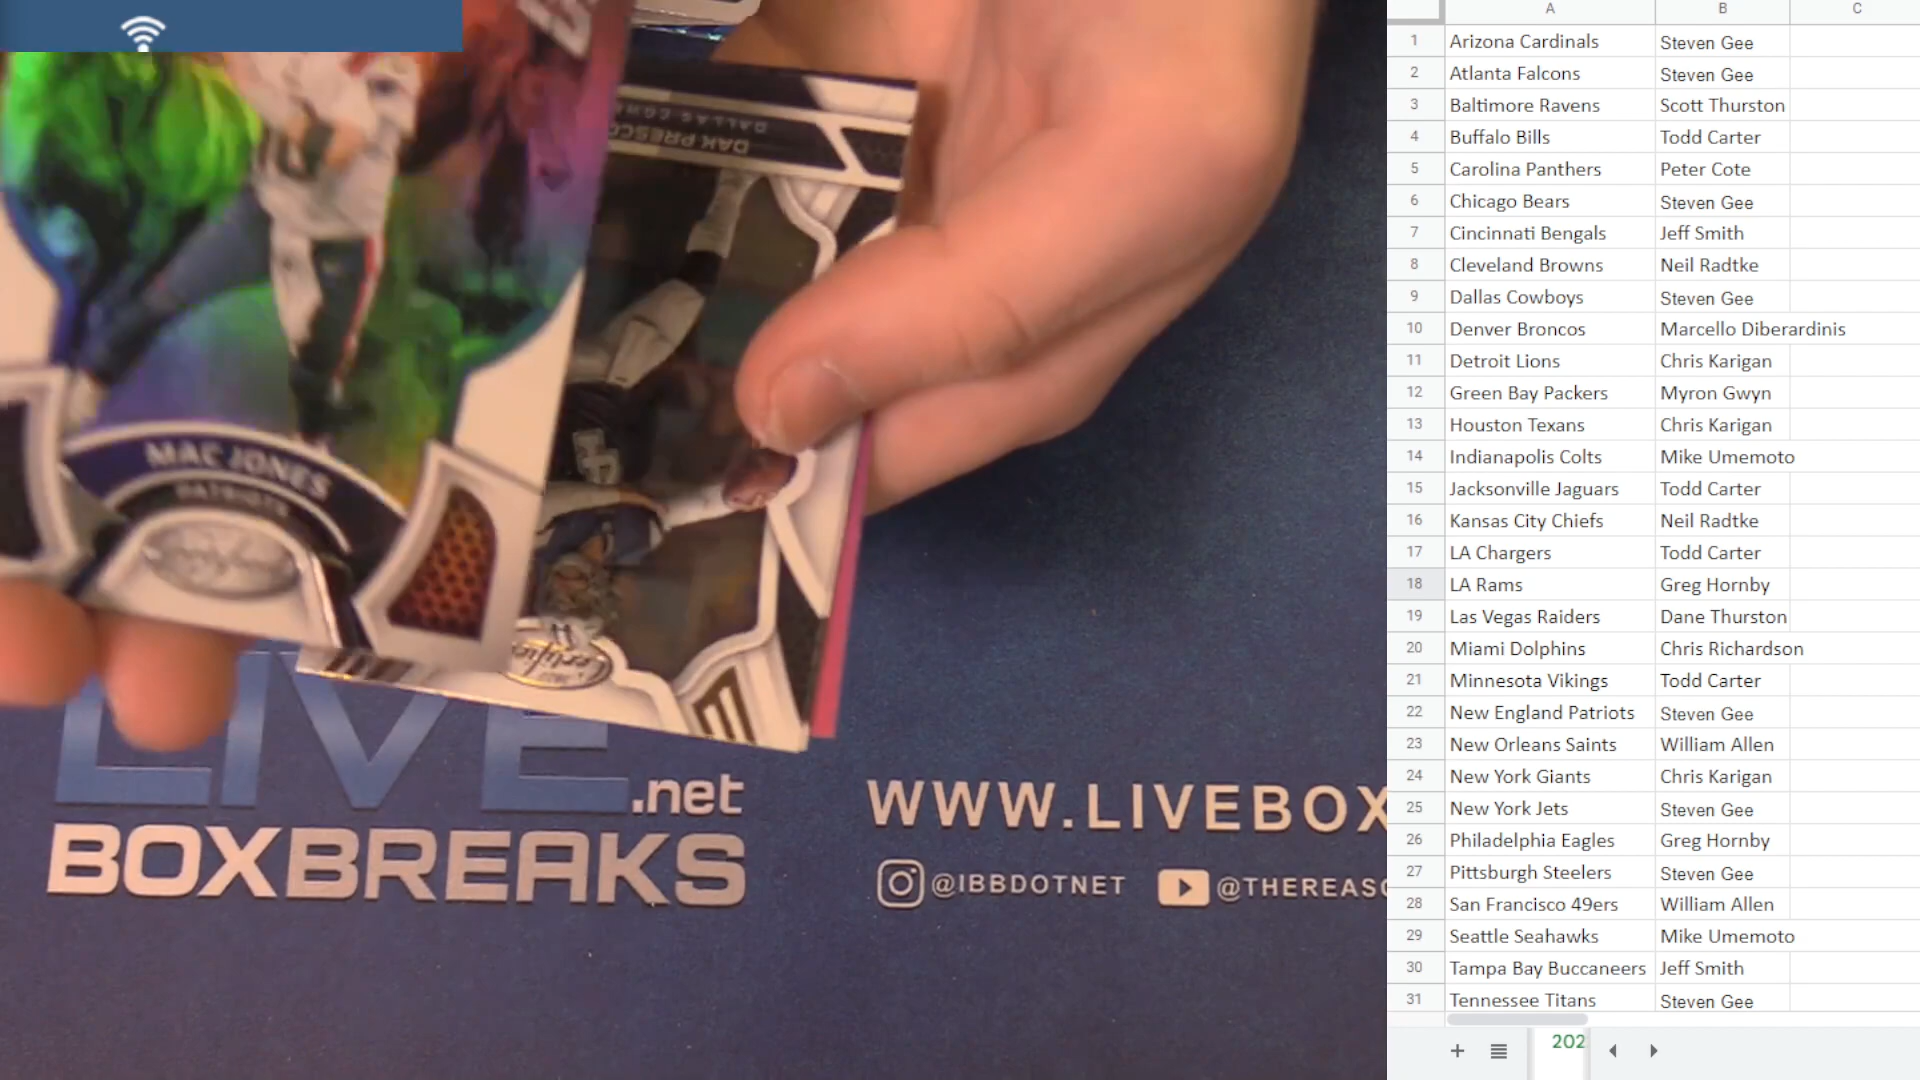 DAK PRESCO
DALLAS COW
MAC JONES
PATRIOTS
Certified
LIVE
.net
BOXBREAKS
WWW.LIVEBOX
@IBBDOTNET
@THEREASO
A B C
1 Arizona Cardinals Steven Gee
2 Atlanta Falcons Steven Gee
3 Baltimore Ravens Scott Thurston
4 Buffalo Bills Todd Carter
5 Carolina Panthers Peter Cote
6 Chicago Bears Steven Gee
7 Cincinnati Bengals Jeff Smith
8 Cleveland Browns Neil Radtke
9 Dallas Cowboys Steven Gee
10 Denver Broncos Marcello Diberardinis
11 Detroit Lions Chris Karigan
12 Green Bay Packers Myron Gwyn
13 Houston Texans Chris Karigan
14 Indianapolis Colts Mike Umemoto
15 Jacksonville Jaguars Todd Carter
16 Kansas City Chiefs Neil Radtke
17 LA Chargers Todd Carter
18 LA Rams Greg Hornby
19 Las Vegas Raiders Dane Thurston
20 Miami Dolphins Chris Richardson
21 Minnesota Vikings Todd Carter
22 New England Patriots Steven Gee
23 New Orleans Saints William Allen
24 New York Giants Chris Karigan
25 New York Jets Steven Gee
26 Philadelphia Eagles Greg Hornby
27 Pittsburgh Steelers Steven Gee
28 San Francisco 49ers William Allen
29 Seattle Seahawks Mike Umemoto
30 Tampa Bay Buccaneers Jeff Smith
31 Tennessee Titans Steven Gee
202